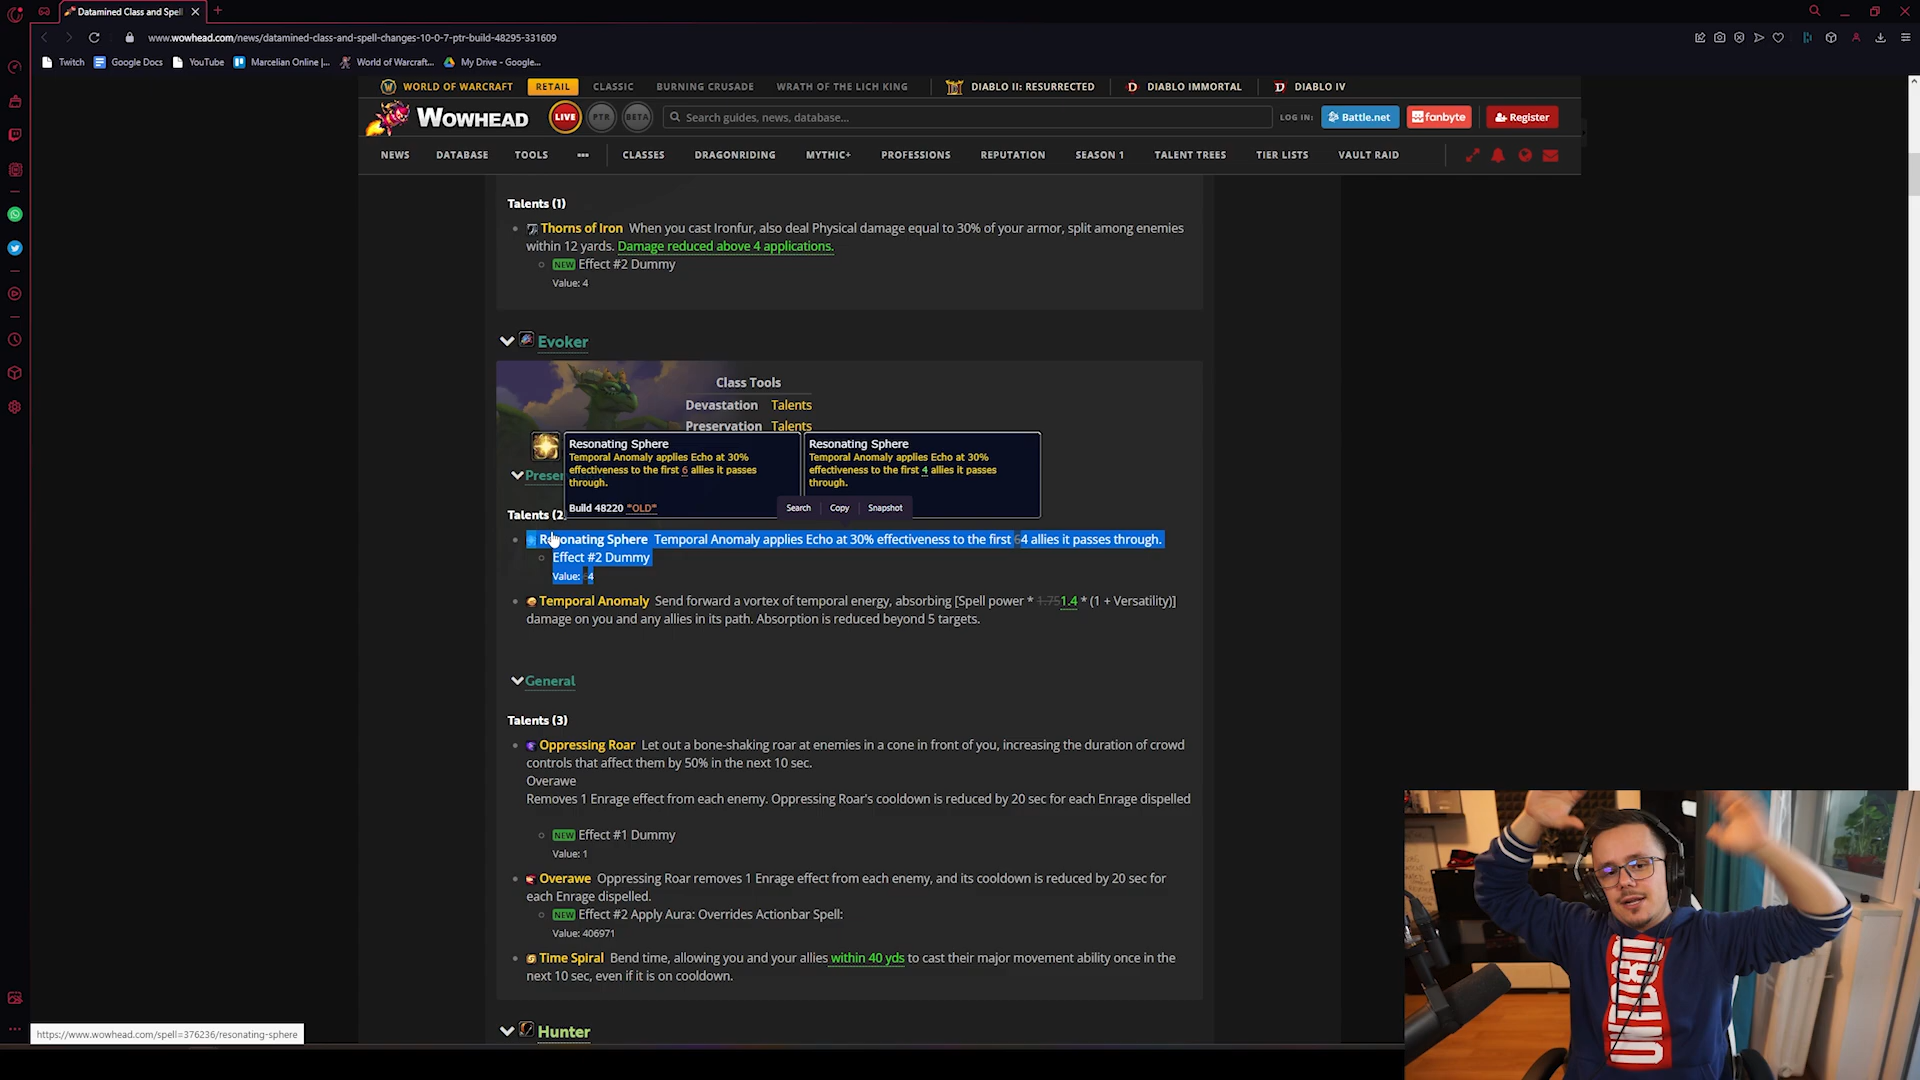 Datamined Class and Spell
www.wowhead.com/news/datamined-class-and-spell-changes-10-0-7-ptr-build-48295-331609
Twitch Google Docs YouTube Marcelian Online |... World of Warcraft... My Drive - Google...
WORLD OF WARCRAFT RETAIL CLASSIC BURNING CRUSADE WRATH OF THE LICH KING DIABLO II: RESURRECTED DIABLO IMMORTAL DIABLO IV
WOWHEAD LIVE PTR BETA Search guides, news, database... LOG IN: Battle.net fanbyte Register
NEWS DATABASE TOOLS ••• CLASSES DRAGONRIDING MYTHIC+ PROFESSIONS REPUTATION SEASON 1 TALENT TREES TIER LISTS VAULT RAID
Talents (1)
Thorns of Iron When you cast Ironfur, also deal Physical damage equal to 30% of your armor, split among enemies
within 12 yards. Damage reduced above 4 applications.
NEW Effect #2 Dummy
Value: 4
Evoker
Class Tools
Devastation Talents
Preservation Talents
Resonating Sphere
Temporal Anomaly applies Echo at 30%
effectiveness to the first 6 allies it passes
through.
Build 48220 "OLD"
Resonating Sphere
Temporal Anomaly applies Echo at 30%
effectiveness to the first 4 allies it passes
through.
Search Copy Snapshot
Preser
Talents (2
Resonating Sphere Temporal Anomaly applies Echo at 30% effectiveness to the first 64 allies it passes through.
Effect #2 Dummy
Value: 4
Temporal Anomaly Send forward a vortex of temporal energy, absorbing [Spell power * 1.751.4 * (1 + Versatility)]
damage on you and any allies in its path. Absorption is reduced beyond 5 targets.
General
Talents (3)
Oppressing Roar Let out a bone-shaking roar at enemies in a cone in front of you, increasing the duration of crowd
controls that affect them by 50% in the next 10 sec.
Overawe
Removes 1 Enrage effect from each enemy. Oppressing Roar's cooldown is reduced by 20 sec for each Enrage dispelled
NEW Effect #1 Dummy
Value: 1
Overawe Oppressing Roar removes 1 Enrage effect from each enemy, and its cooldown is reduced by 20 sec for
each Enrage dispelled.
NEW Effect #2 Apply Aura: Overrides Actionbar Spell:
Value: 406971
Time Spiral Bend time, allowing you and your allies within 40 yds to cast their major movement ability once in the
next 10 sec, even if it is on cooldown.
Hunter
https://www.wowhead.com/spell=376236/resonating-sphere